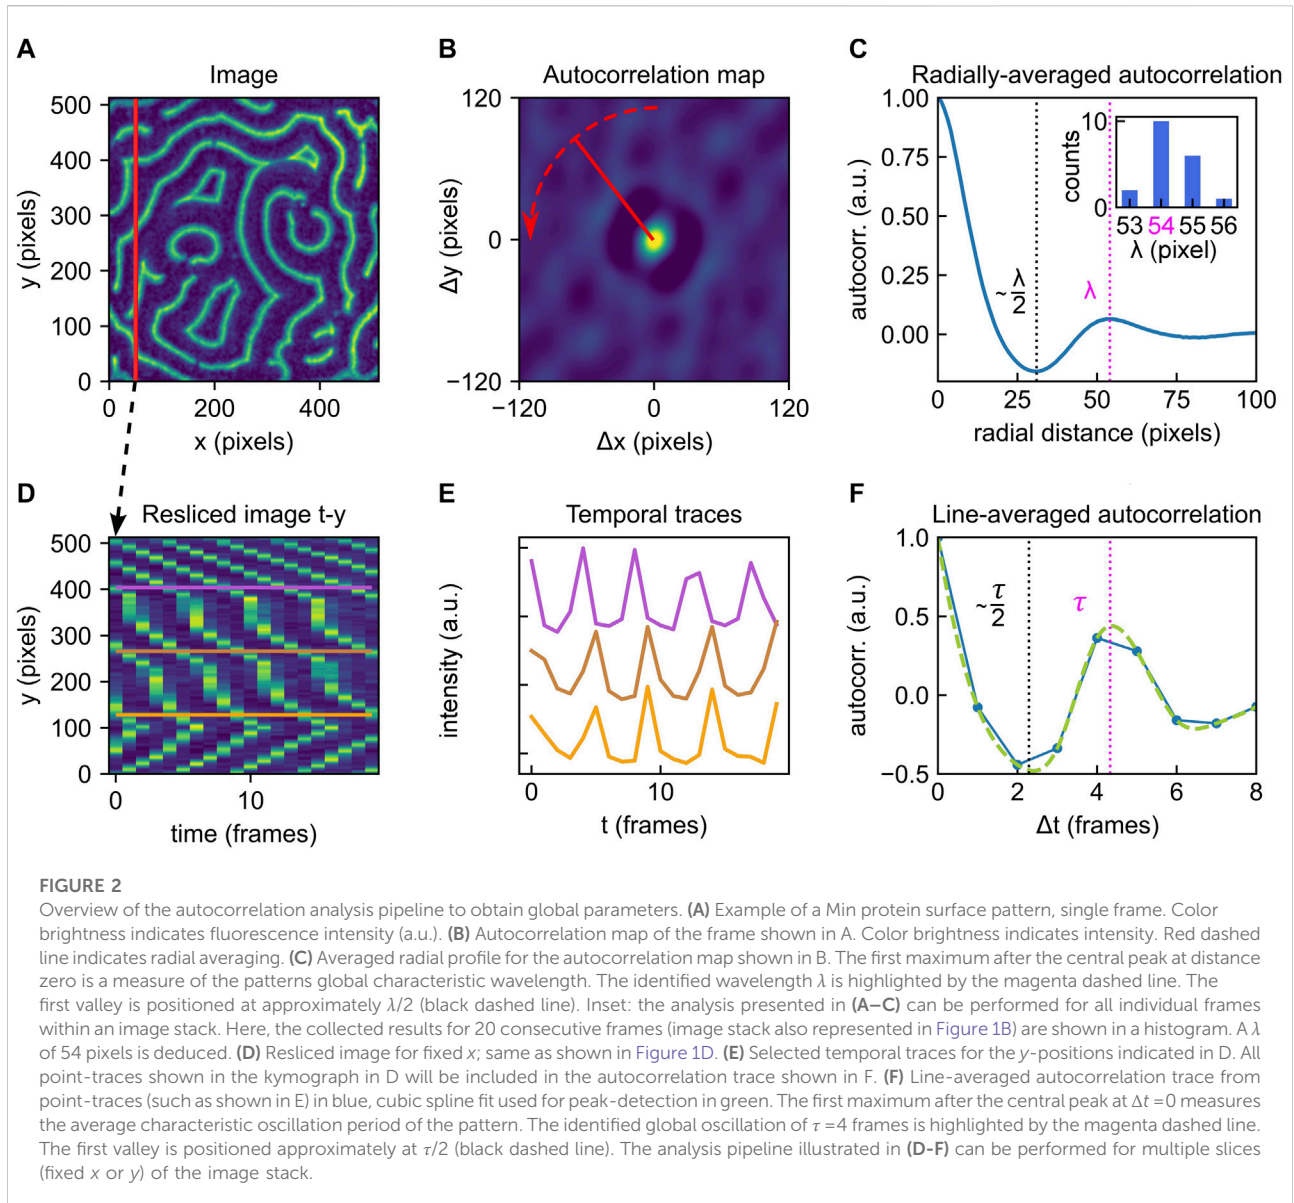 A
Image
500
400
300
200
100
0
y (pixels)
0
200
400
x (pixels)
B
Autocorrelation map
120
0
−120
Δy (pixels)
−120
0
120
Δx (pixels)
C
Radially-averaged autocorrelation
1.00
0.75
0.50
0.25
0.00
autocorr. (a.u.)
~λ/2
λ
10
0
counts
53 54 55 56
λ (pixel)
0
25
50
75
100
radial distance (pixels)
D
Resliced image t-y
500
400
300
200
100
0
y (pixels)
0
10
time (frames)
E
Temporal traces
intensity (a.u.)
0
10
t (frames)
F
Line-averaged autocorrelation
1.0
0.5
0.0
−0.5
autocorr. (a.u.)
~τ/2
τ
0
2
4
6
8
Δt (frames)
FIGURE 2
Overview of the autocorrelation analysis pipeline to obtain global parameters. (A) Example of a Min protein surface pattern, single frame. Color
brightness indicates fluorescence intensity (a.u.). (B) Autocorrelation map of the frame shown in A. Color brightness indicates intensity. Red dashed
line indicates radial averaging. (C) Averaged radial profile for the autocorrelation map shown in B. The first maximum after the central peak at distance
zero is a measure of the patterns global characteristic wavelength. The identified wavelength λ is highlighted by the magenta dashed line. The
first valley is positioned at approximately λ/2 (black dashed line). Inset: the analysis presented in (A–C) can be performed for all individual frames
within an image stack. Here, the collected results for 20 consecutive frames (image stack also represented in Figure 1B) are shown in a histogram. A λ
of 54 pixels is deduced. (D) Resliced image for fixed x; same as shown in Figure 1D. (E) Selected temporal traces for the y-positions indicated in D. All
point-traces shown in the kymograph in D will be included in the autocorrelation trace shown in F. (F) Line-averaged autocorrelation trace from
point-traces (such as shown in E) in blue, cubic spline fit used for peak-detection in green. The first maximum after the central peak at Δt =0 measures
the average characteristic oscillation period of the pattern. The identified global oscillation of τ =4 frames is highlighted by the magenta dashed line.
The first valley is positioned approximately at τ/2 (black dashed line). The analysis pipeline illustrated in (D-F) can be performed for multiple slices
(fixed x or y) of the image stack.